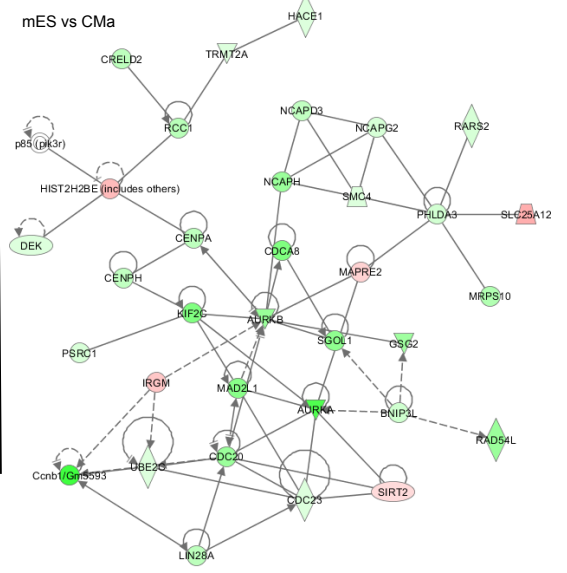 mES vs CMa
HACE1
CRELD2
TRMT2A
NCAPD3
RARS2
RCC1
NCAPG2
p85 (pik3r)
NCAPH
HIST2H2BE (includes others)
SMC4
PHLDA3
SLC25A12
DEK
CENPA
CDCA8
MAPRE2
CENPH
MRPS10
KIF2C
AURKB
SGOL1
GSG2
PSRC1
IRGM
MAD2L1
AURKA
BNIP3L
RAD54L
CDC20
Ccnb1/Gm5593
UBE2G
SIRT2
CDC23
LIN28A